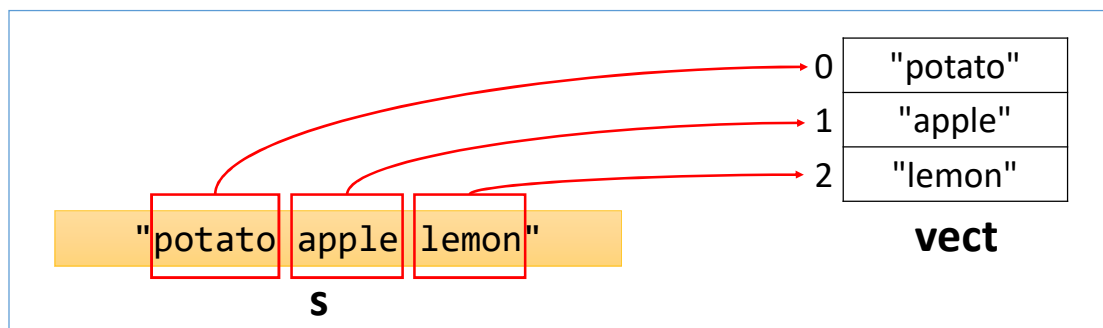 0 "potato"
1 "apple"
2 "lemon"
"potato apple lemon"
vect
s